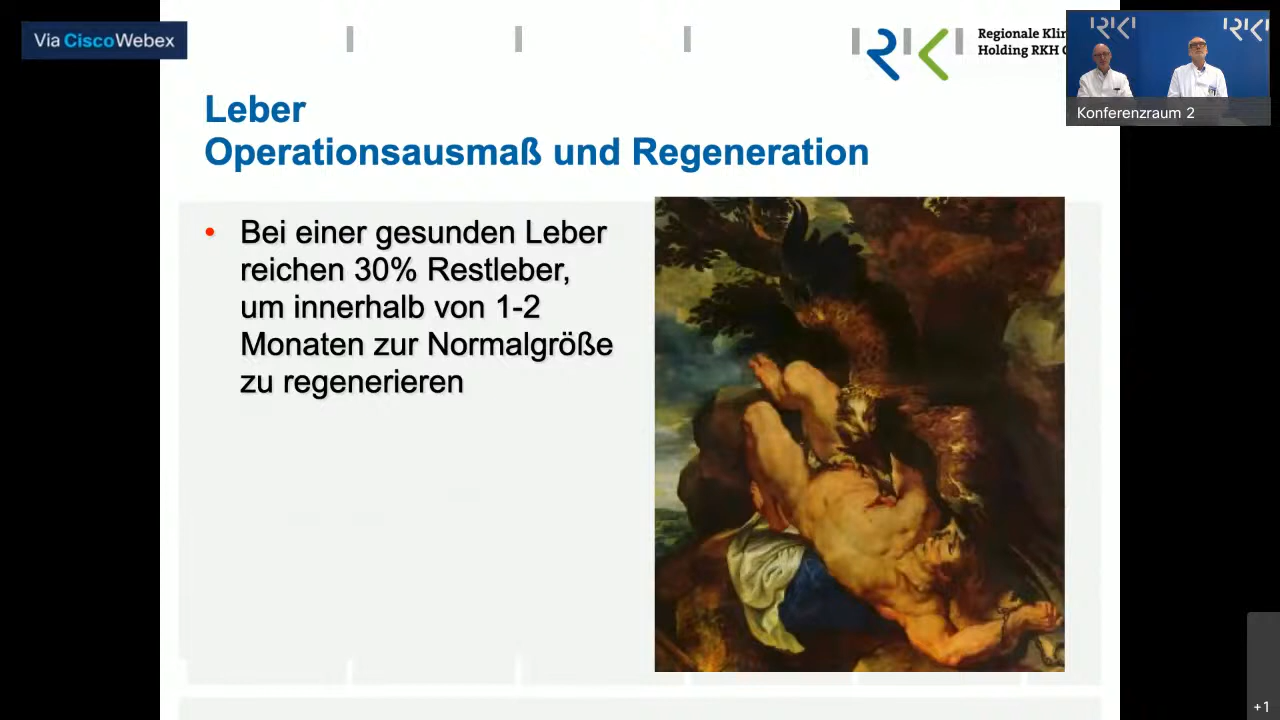 Via Cisco Webex
RKH
Regionale
Holding RKH
Konferenzraum 2
Leber
Operationsausmaß und Regeneration
• Bei einer gesunden Leber
reichen 30% Restleber,
um innerhalb von 1-2
Monaten zur Normalgröße
zu regenerieren
+1